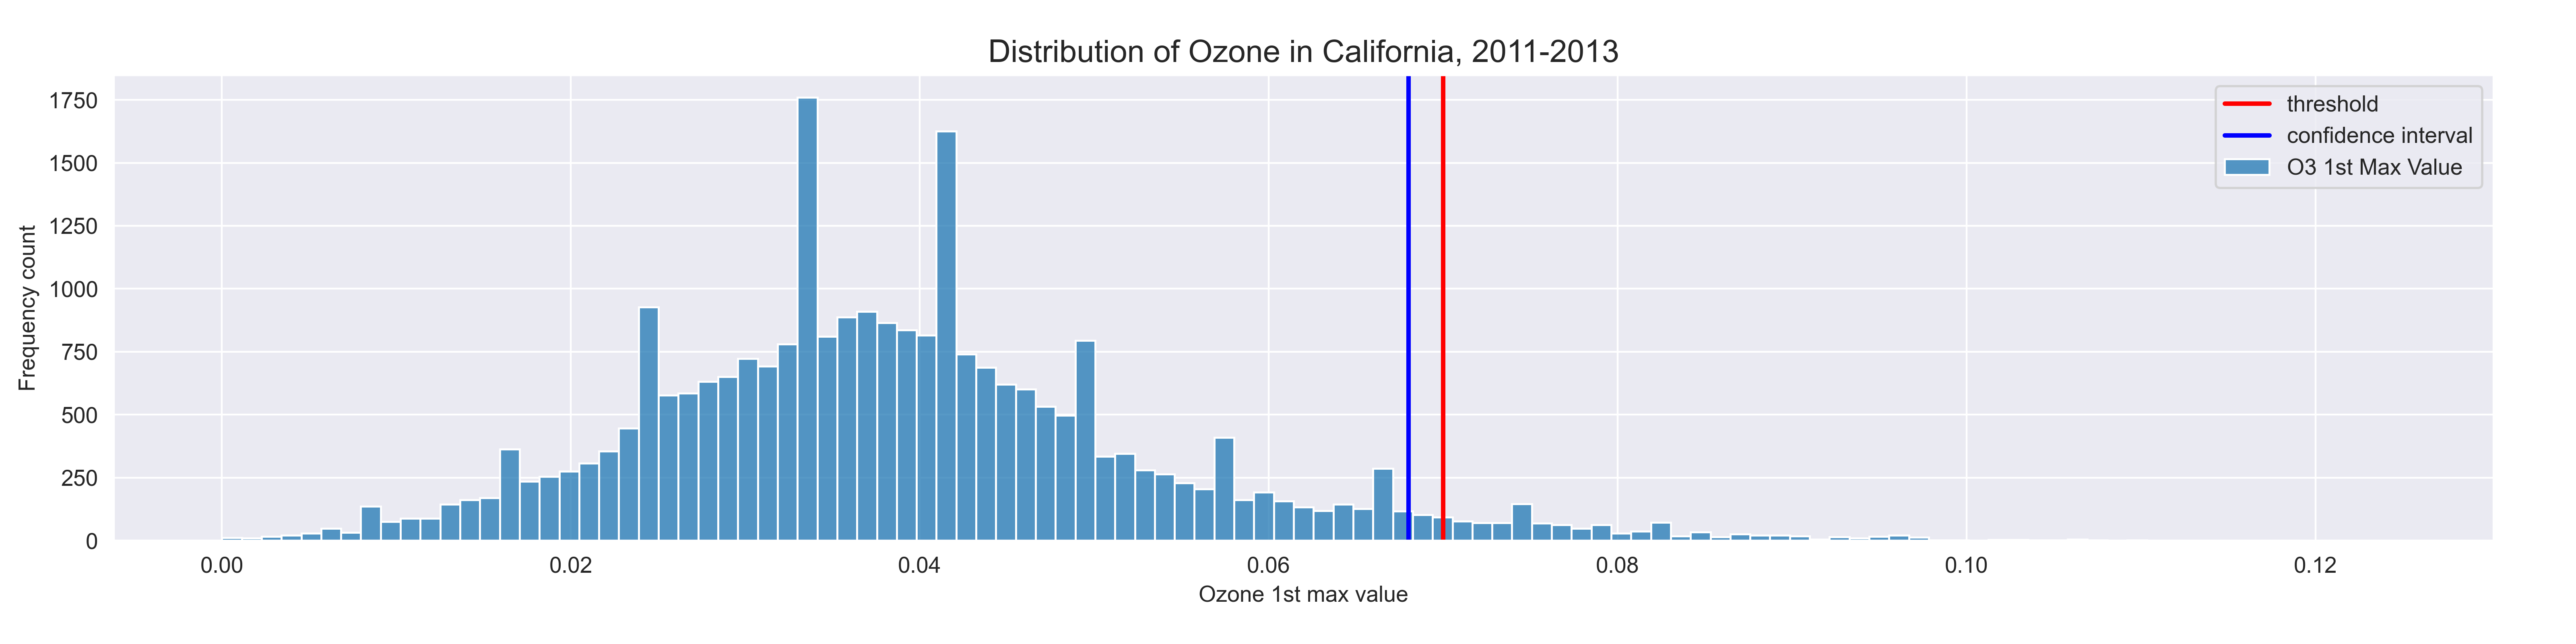 Distribution of Ozone in California, 2011-2013
threshold
confidence interval
O3 1st Max Value
Frequency count
1750
1500
1250
1000
750
500
250
0
0.00 0.02 0.04 0.06 0.08 0.10 0.12
Ozone 1st max value